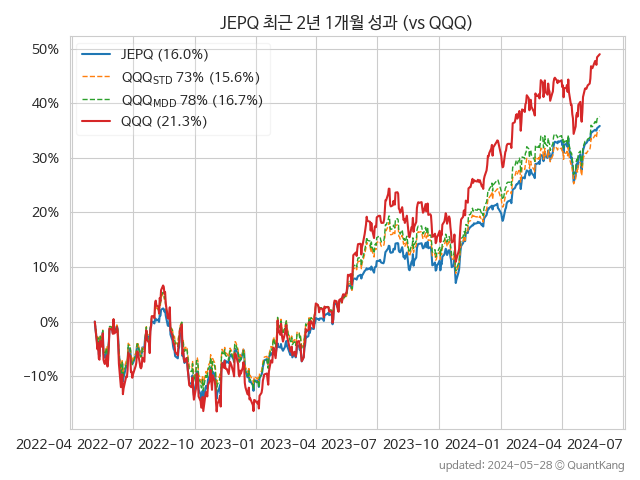 JEPQ 최근 2년 1개월 성과 (vs QQQ)
JEPQ (16.0%)
QQQSTD 73% (15.6%)
QQQMDD 78% (16.7%)
QQQ (21.3%)
50%
40%
30%
20%
10%
0%
−10%
2022-04 2022-07 2022-10 2023-01 2023-04 2023-07 2023-10 2024-01 2024-04 2024-07
updated: 2024-05-28 © QuantKang